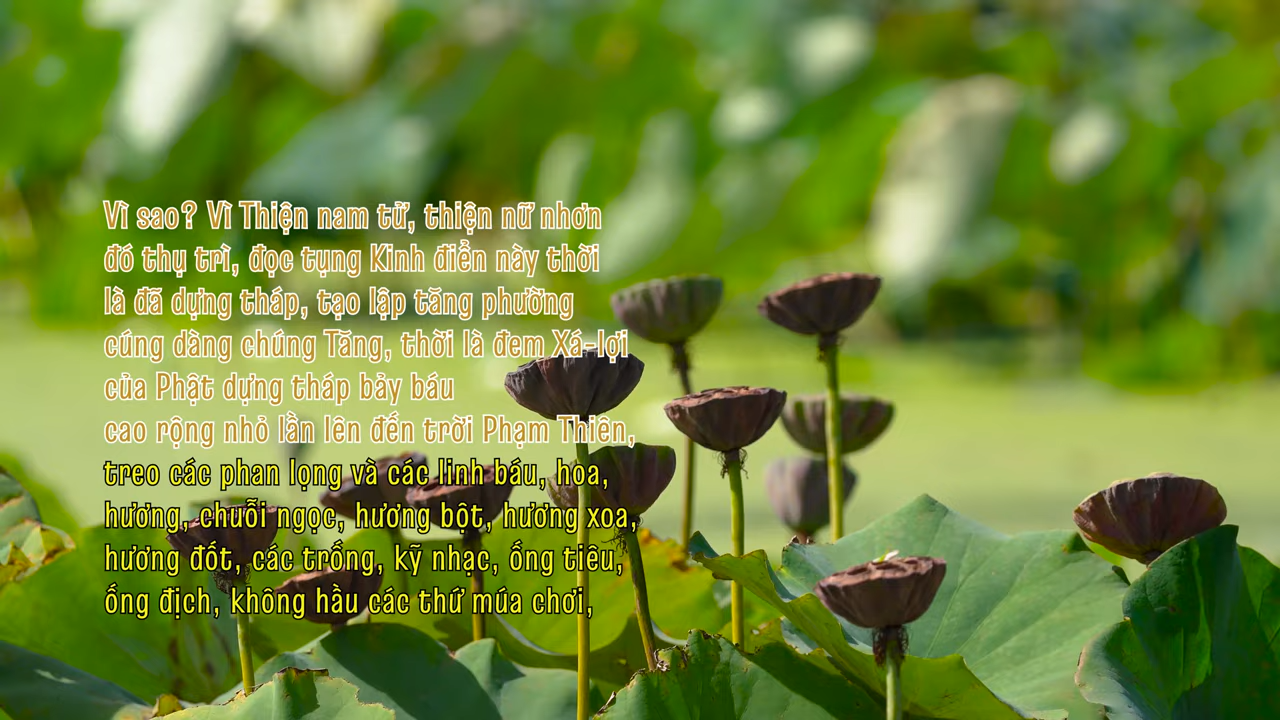 Vì sao? Vì Thiện nam tử, thiện nữ nhơn
đó thụ trì, đọc tụng Kinh điển này thời
là đã dựng tháp, tạo lập tăng phường
cúng dàng chúng Tăng, thời là đem Xá-lợi
của Phật dựng tháp bảy báu
cao rộng nhỏ lần lên đến trời Phạm Thiên,
treo các phan lọng và các linh báu, hoa,
hương, chuỗi ngọc, hương bột, hương xoa,
hương đốt, các trống, kỹ nhạc, ống tiêu,
ống địch, không hầu các thứ múa chơi,